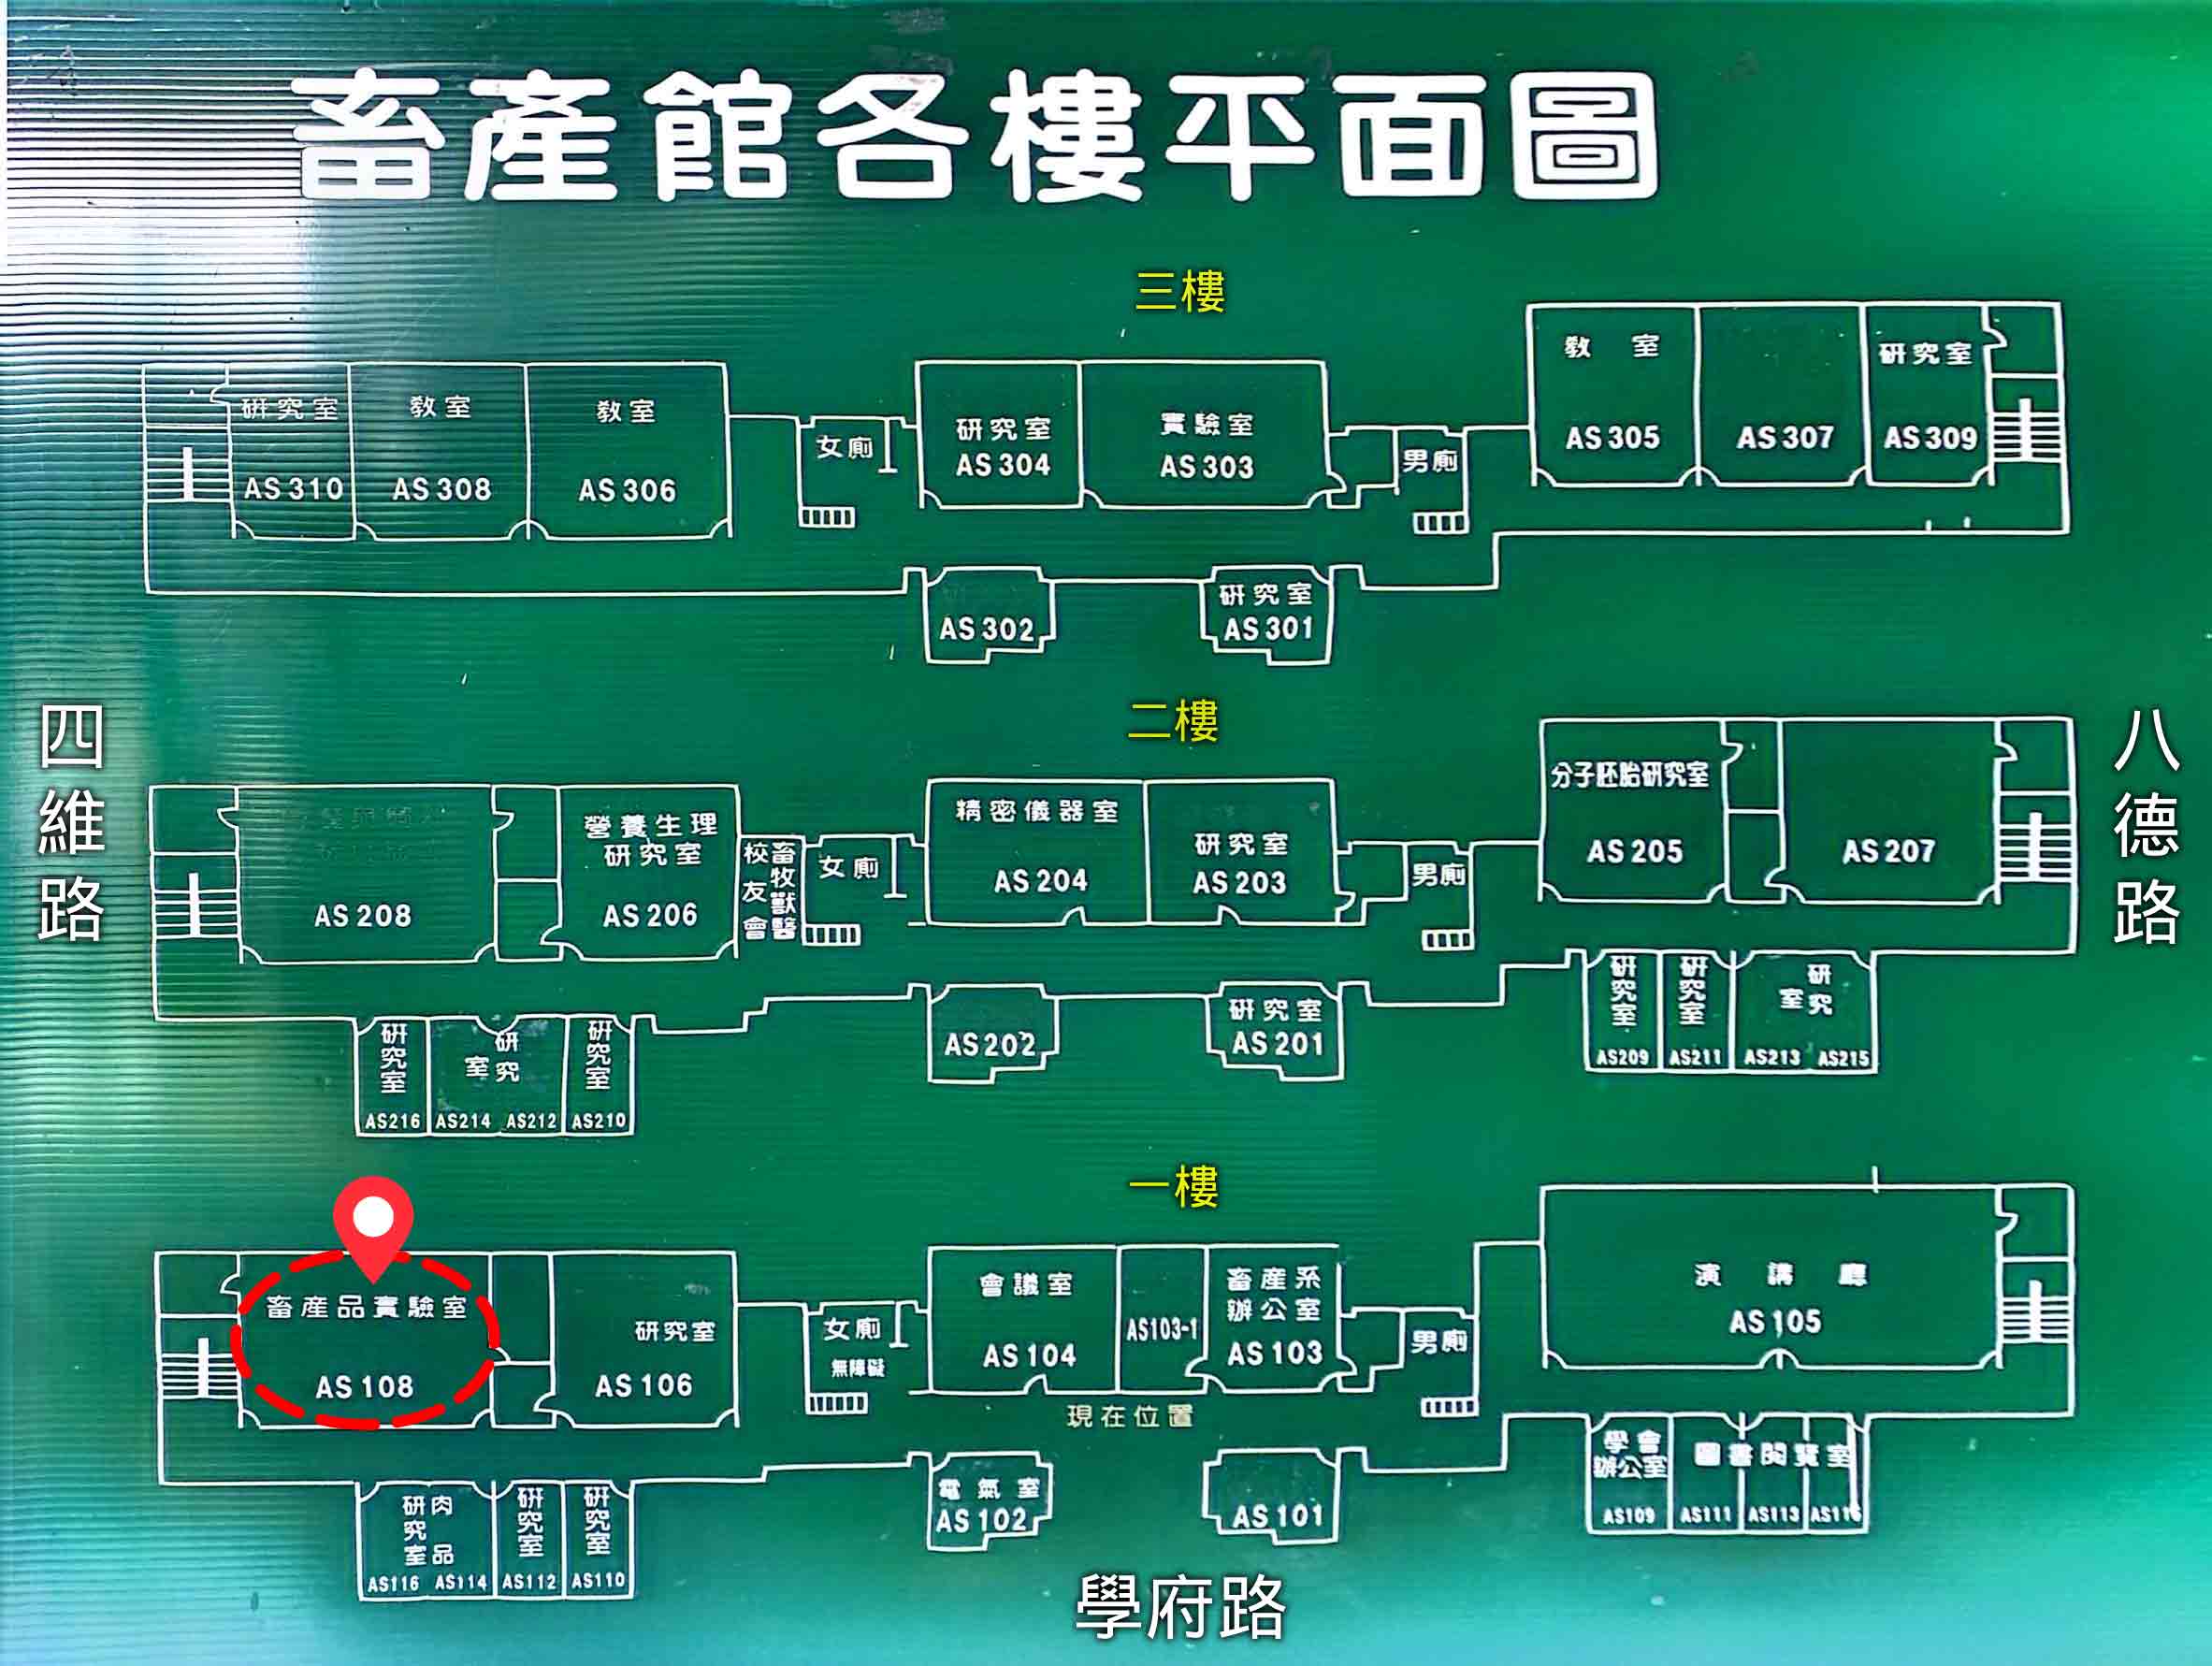 畜產館各樓平面圖
三樓
研究室
AS 310
教室
AS 308
教室
AS 306
女廁
研究室
AS 304
實驗室
AS 303
男廁
教 室
AS 305
AS 307
研究室
AS 309
AS 302
研究室
AS 301
四維路
二樓
八德路
AS 208
營養生理
研究室
AS 206
畜牧獸醫
校友會
女廁
精密儀器室
AS 204
研究室
AS 203
男廁
分子胚胎研究室
AS 205
AS 207
研究室
AS216
研究室
AS214 AS212
研究室
AS210
AS 202
研究室
AS 201
研究室
AS209
研究室
AS211
研究室
AS213 AS215
一樓
畜產品實驗室
AS 108
研究室
AS 106
女廁
無障礙
會議室
AS 104
AS103-1
畜產系
辦公室
AS 103
男廁
演講廳
AS 105
現在位置
肉品
研究室
AS116 AS114
研究室
AS112
研究室
AS110
電氣室
AS 102
AS 101
學會
辦公室
AS109
圖書閱覽室
AS111 AS113
學府路